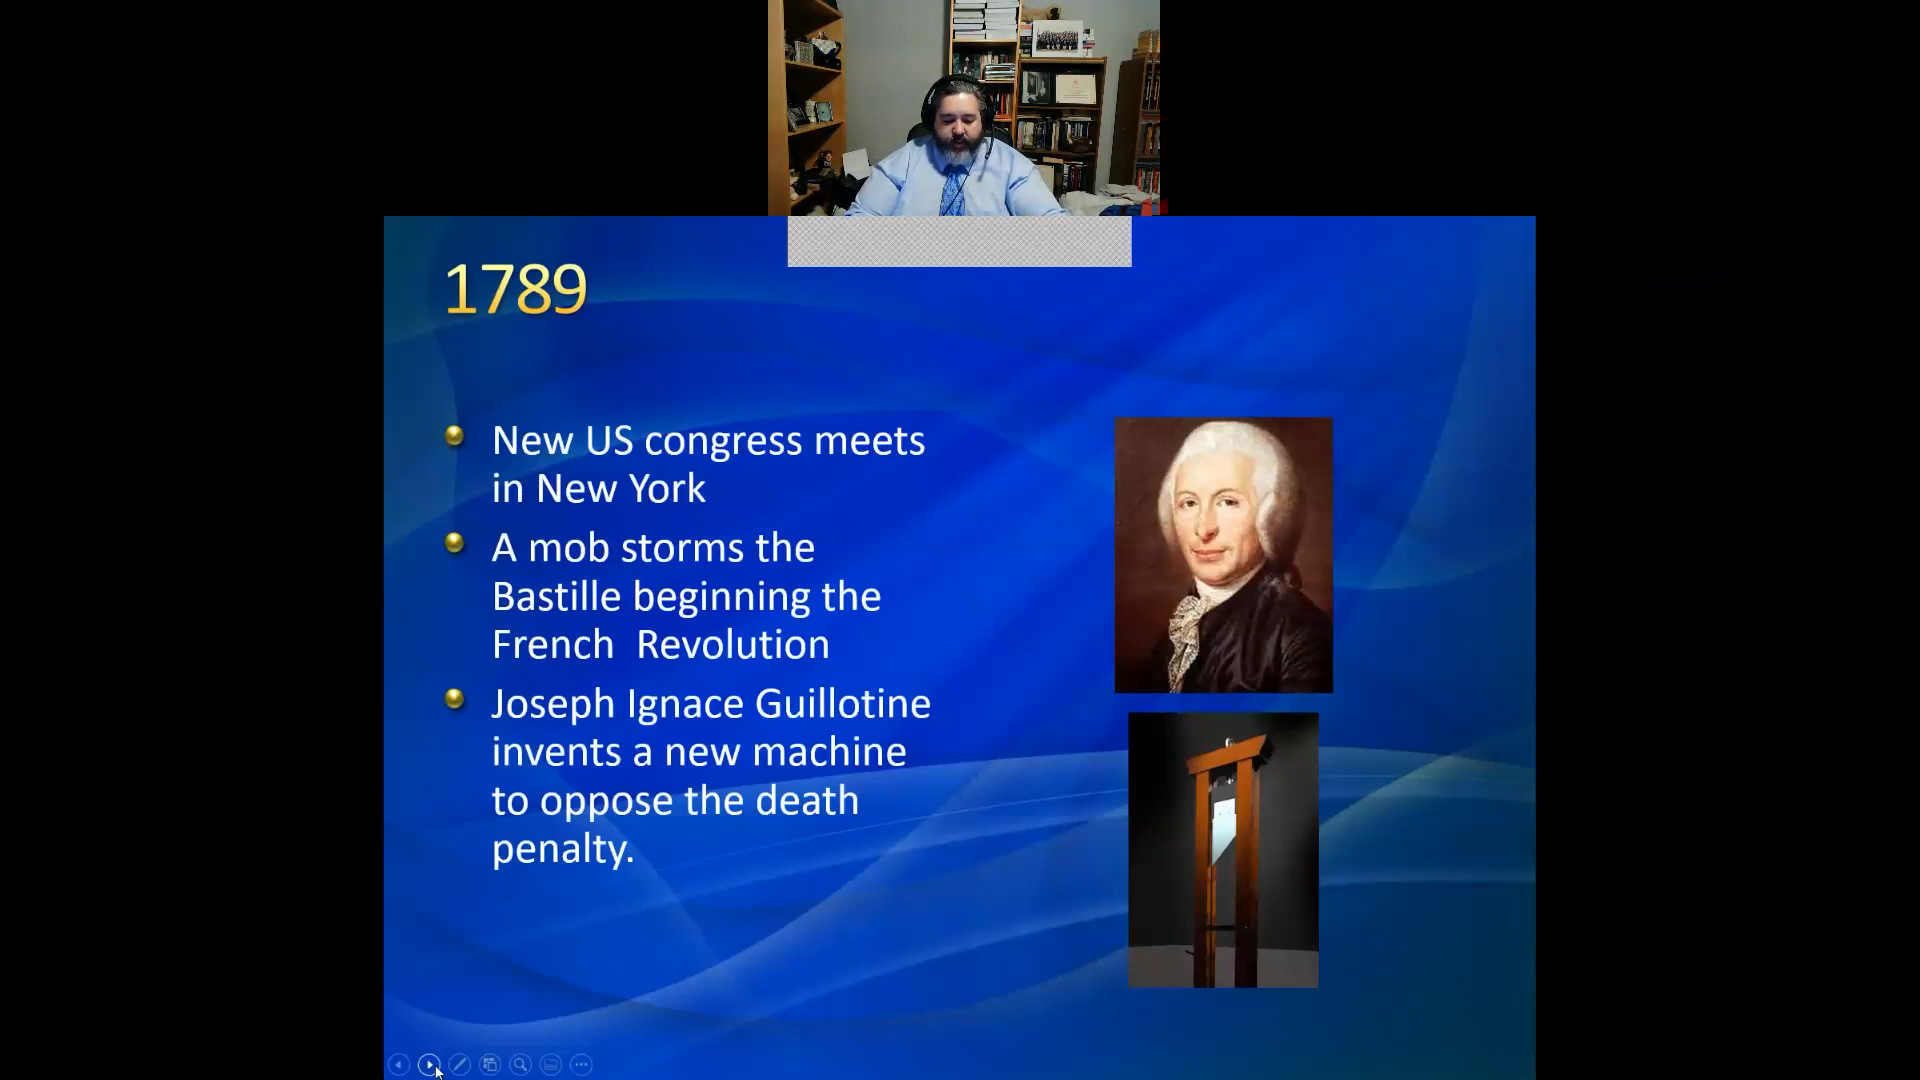 1789
New US congress meets
in New York
A mob storms the
Bastille beginning the
French  Revolution
Joseph Ignace Guillotine
invents a new machine
to oppose the death
penalty.